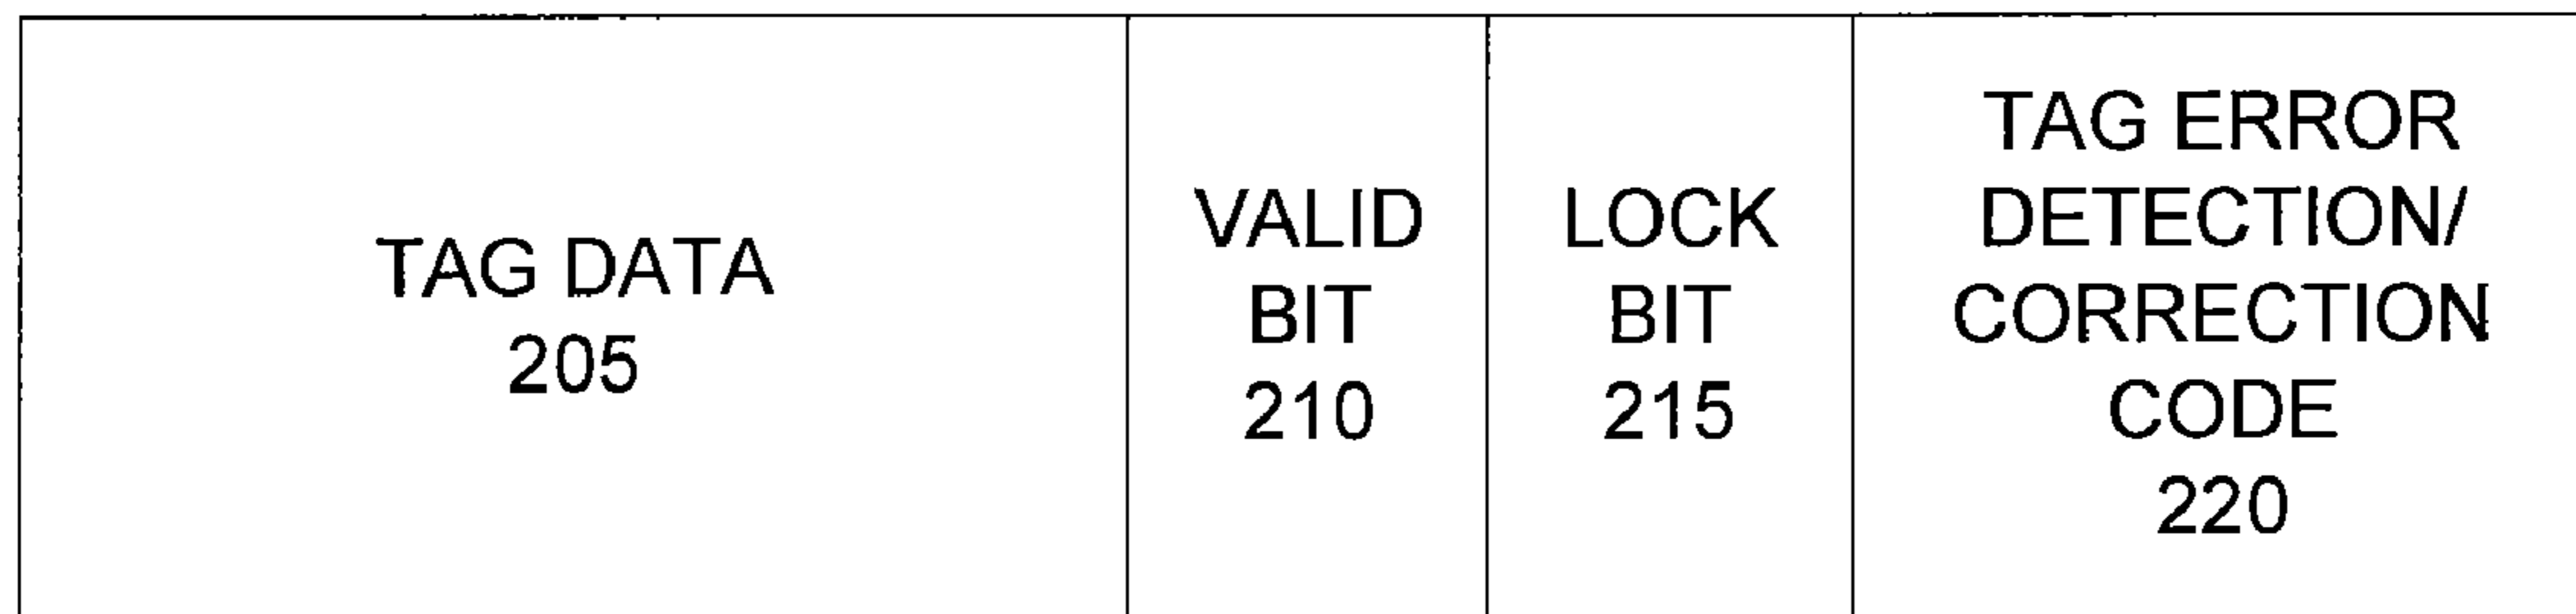 TAG DATA
205
VALID
BIT
210
LOCK
BIT
215
TAG ERROR
DETECTION/
CORRECTION
CODE
220